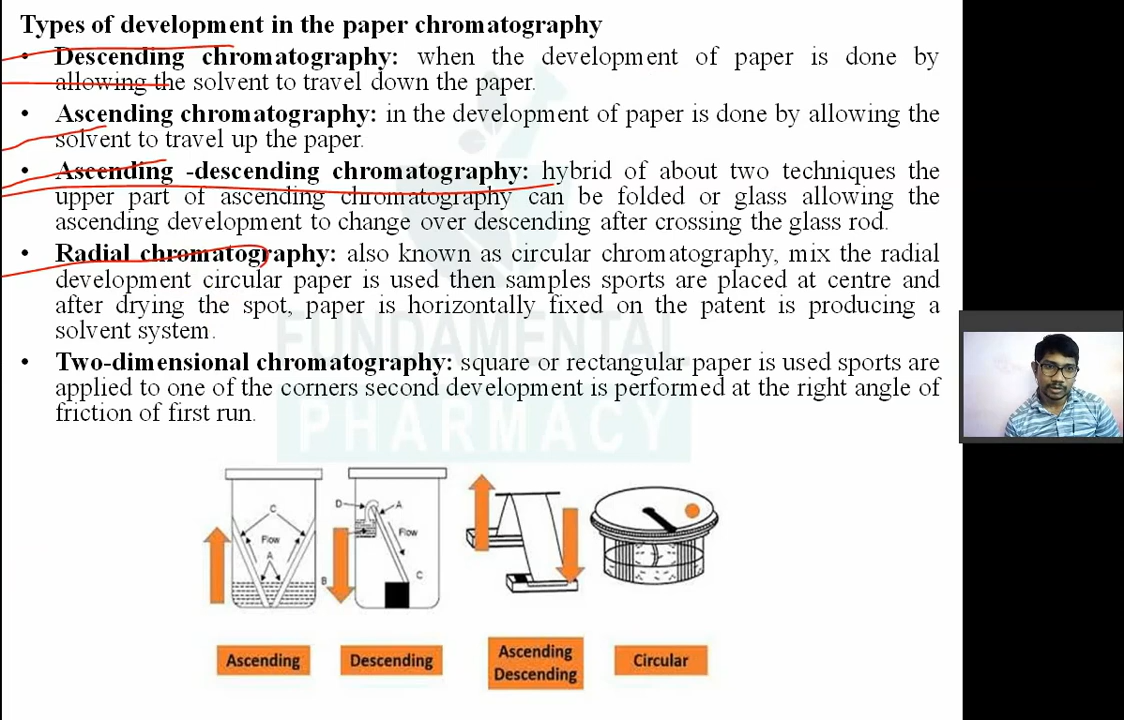 Types of development in the paper chromatography
• Descending chromatography: when the development of paper is done by
allowing the solvent to travel down the paper.
• Ascending chromatography: in the development of paper is done by allowing the
solvent to travel up the paper.
• Ascending -descending chromatography: hybrid of about two techniques the
upper part of ascending chromatography can be folded or glass allowing the
ascending development to change over descending after crossing the glass rod.
• Radial chromatography: also known as circular chromatography, mix the radial
development circular paper is used then samples sports are placed at centre and
after drying the spot, paper is horizontally fixed on the patent is producing a
solvent system.
• Two-dimensional chromatography: square or rectangular paper is used sports are
applied to one of the corners second development is performed at the right angle of
friction of first run.
FUNDAMENTAL
PHARMACY
C
Flow
A
D
A
Flow
B
C
Ascending
Descending
Ascending
Descending
Circular